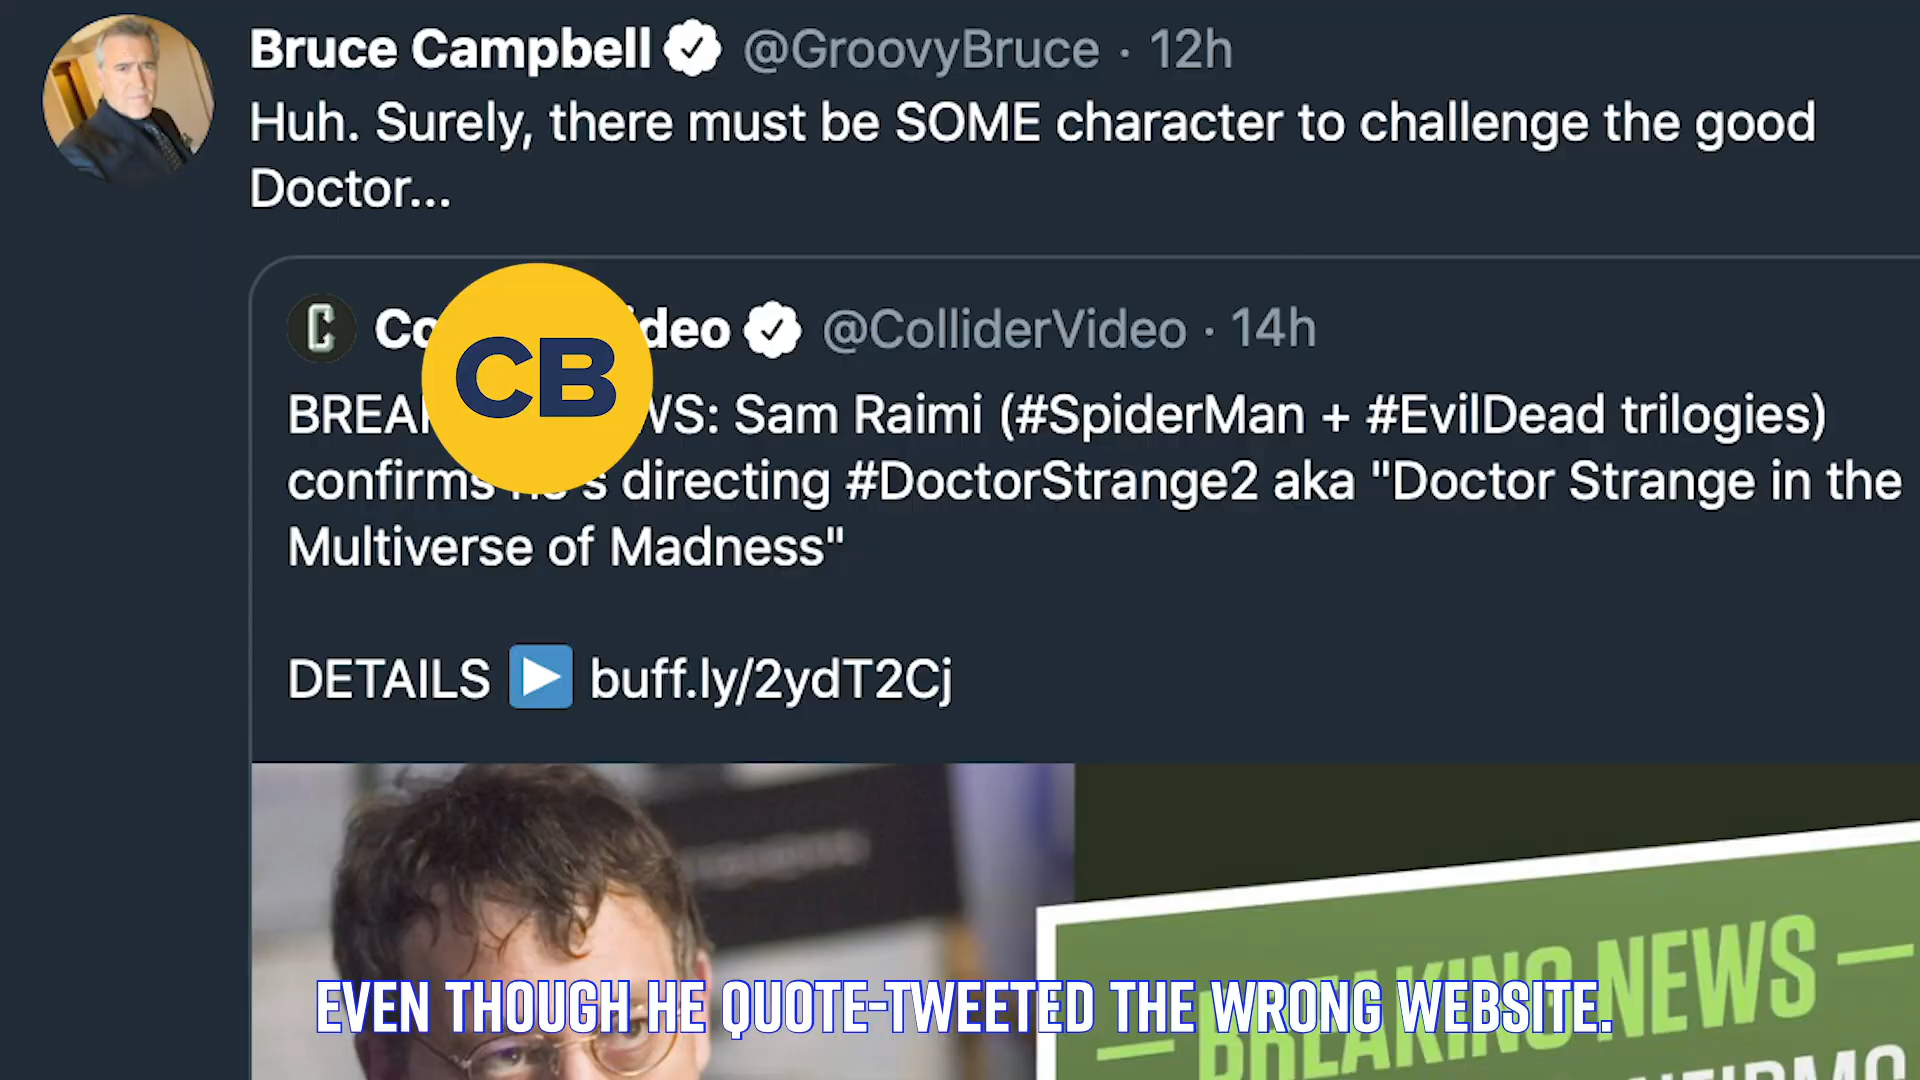 Bruce Campbell @GroovyBruce · 12h
Huh. Surely, there must be SOME character to challenge the good
Doctor...
C Co deo @ColliderVideo · 14h
CB
BREA WS: Sam Raimi (#SpiderMan + #EvilDead trilogies)
confirms he's directing #DoctorStrange2 aka "Doctor Strange in the
Multiverse of Madness"
DETAILS ▶ buff.ly/2ydT2Cj
BREAKING NEWS
EVEN THOUGH HE QUOTE-TWEETED THE WRONG WEBSITE.